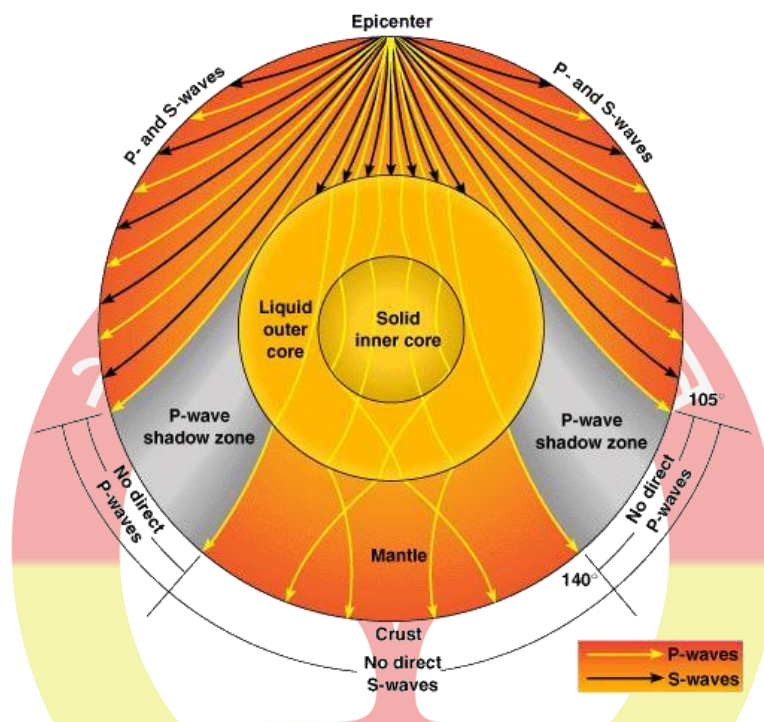 Epicenter
P- and S-waves
P- and S-waves
Liquid
outer
core
Solid
inner core
P-wave
shadow zone
P-wave
shadow zone
105°
No direct
P-waves
No direct
P-waves
Mantle
140°
Crust
No direct
S-waves
P-waves
S-waves